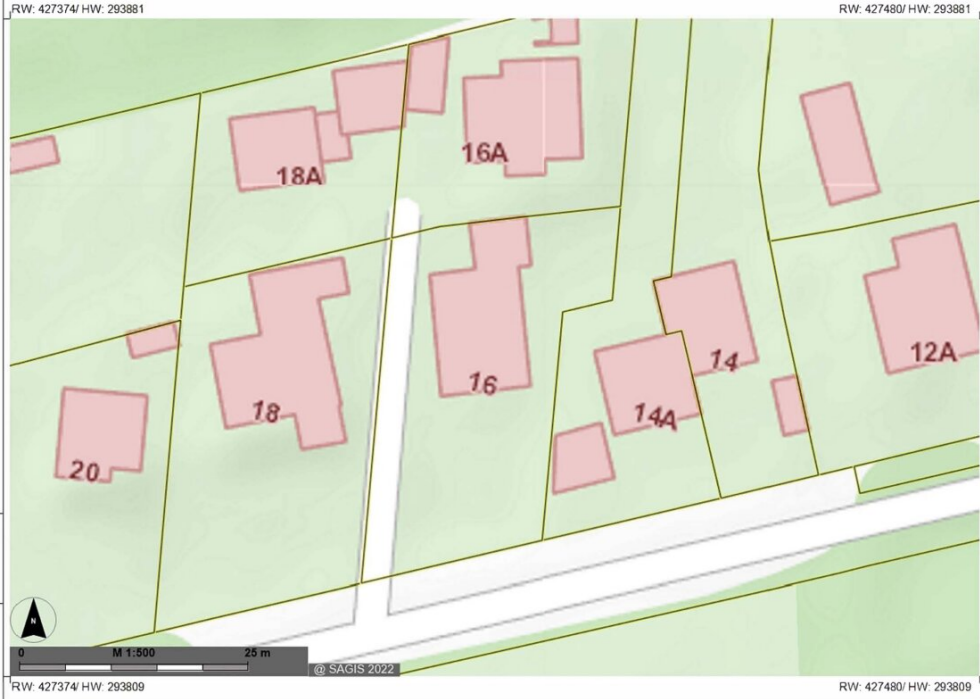 RW: 427374/ HW: 293881
RW: 427480/ HW: 293881
16A
18A
12A
14
16
18
14A
20
N
0 M 1:500 25 m
@ SAGIS 2022
RW: 427374/ HW: 293809
RW: 427480/ HW: 293809